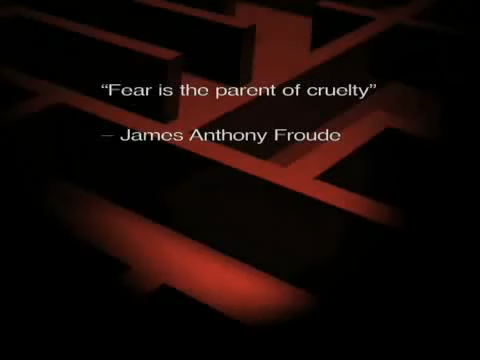 “Fear is the parent of cruelty”
– James Anthony Froude